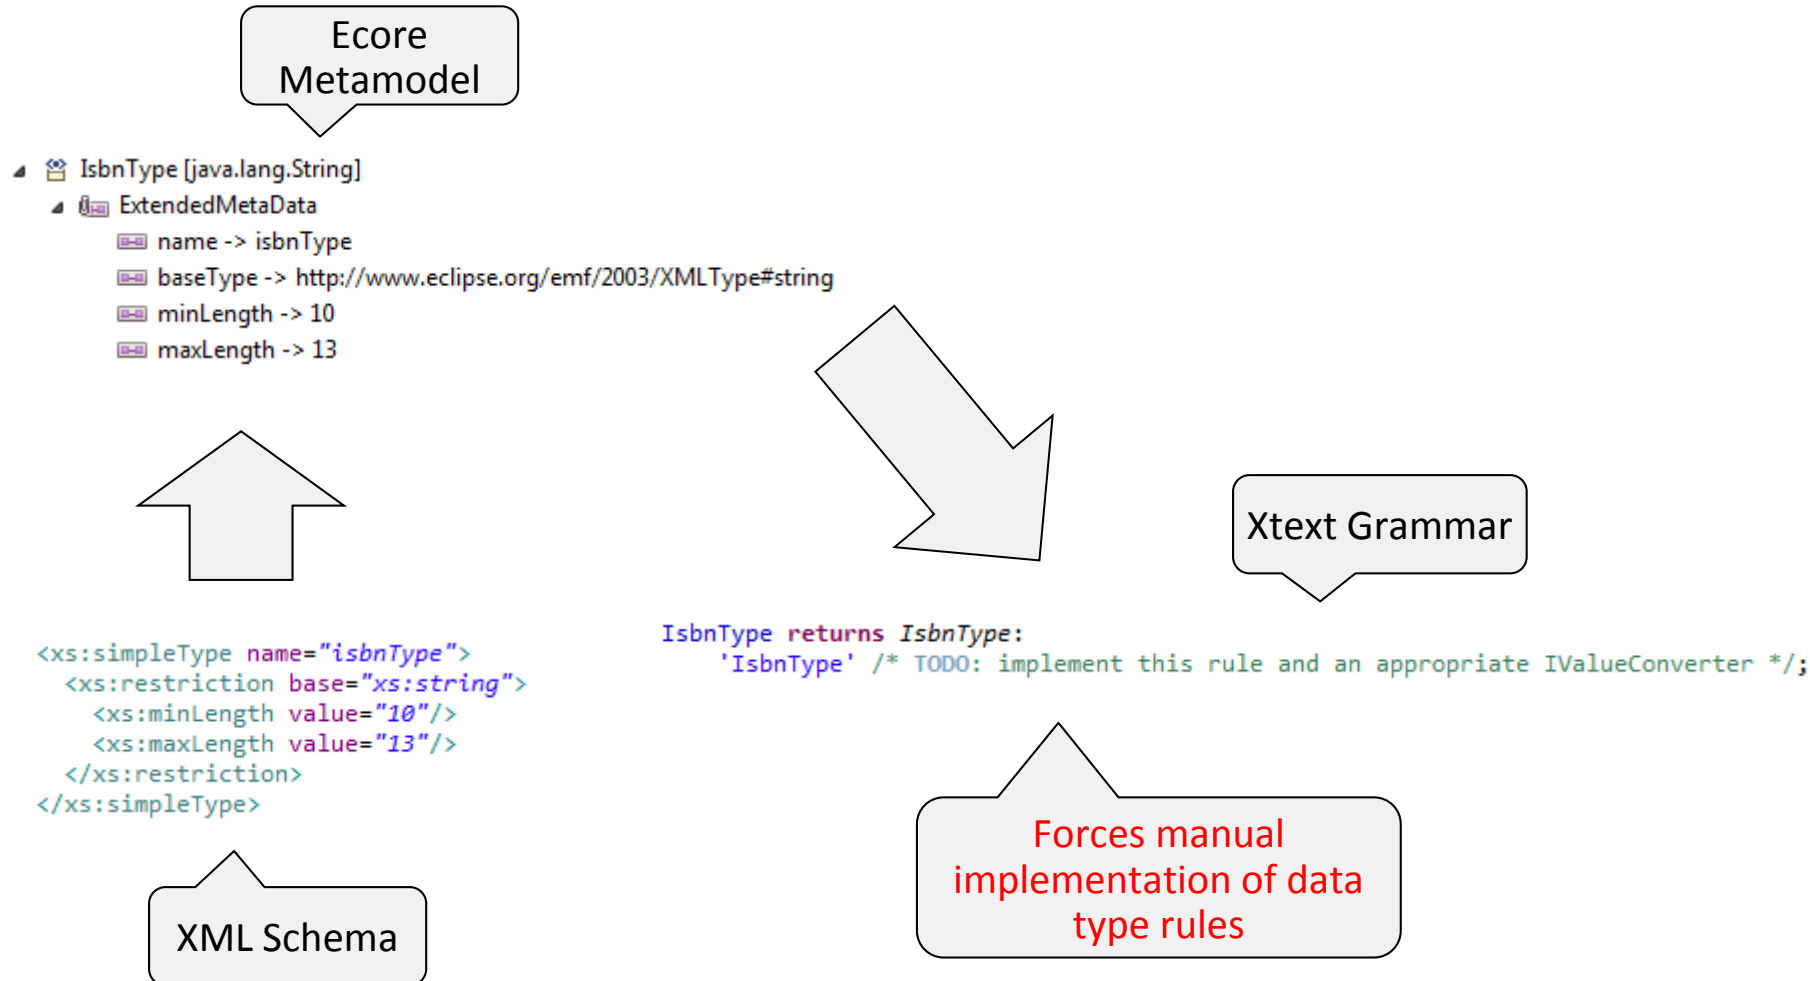 Ecore
Metamodel
IsbnType [java.lang.String]
ExtendedMetaData
name -> isbnType
baseType -> http://www.eclipse.org/emf/2003/XMLType#string
minLength -> 10
maxLength -> 13
Xtext Grammar
IsbnType returns IsbnType:
'IsbnType' /* TODO: implement this rule and an appropriate IValueConverter */;
<xs:simpleType name="isbnType">
<xs:restriction base="xs:string">
<xs:minLength value="10"/>
<xs:maxLength value="13"/>
</xs:restriction>
</xs:simpleType>
Forces manual
implementation of data
type rules
XML Schema